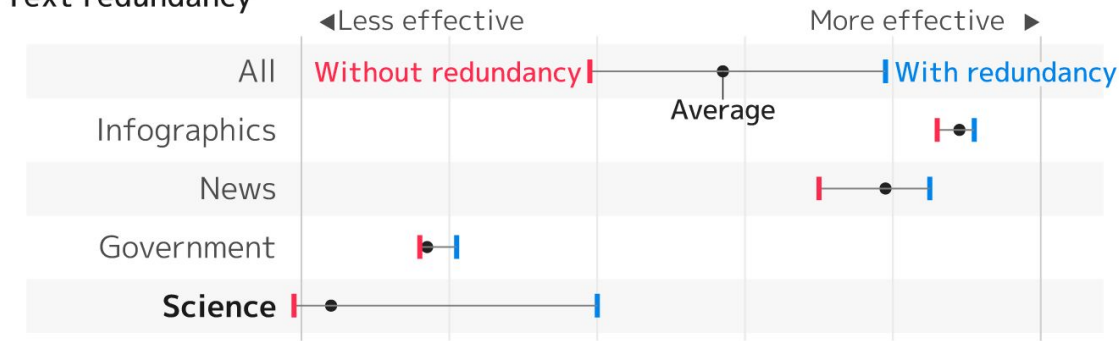 Text redundancy
◀Less effective More effective ▶
All Without redundancy With redundancy
Average
Infographics
News
Government
Science